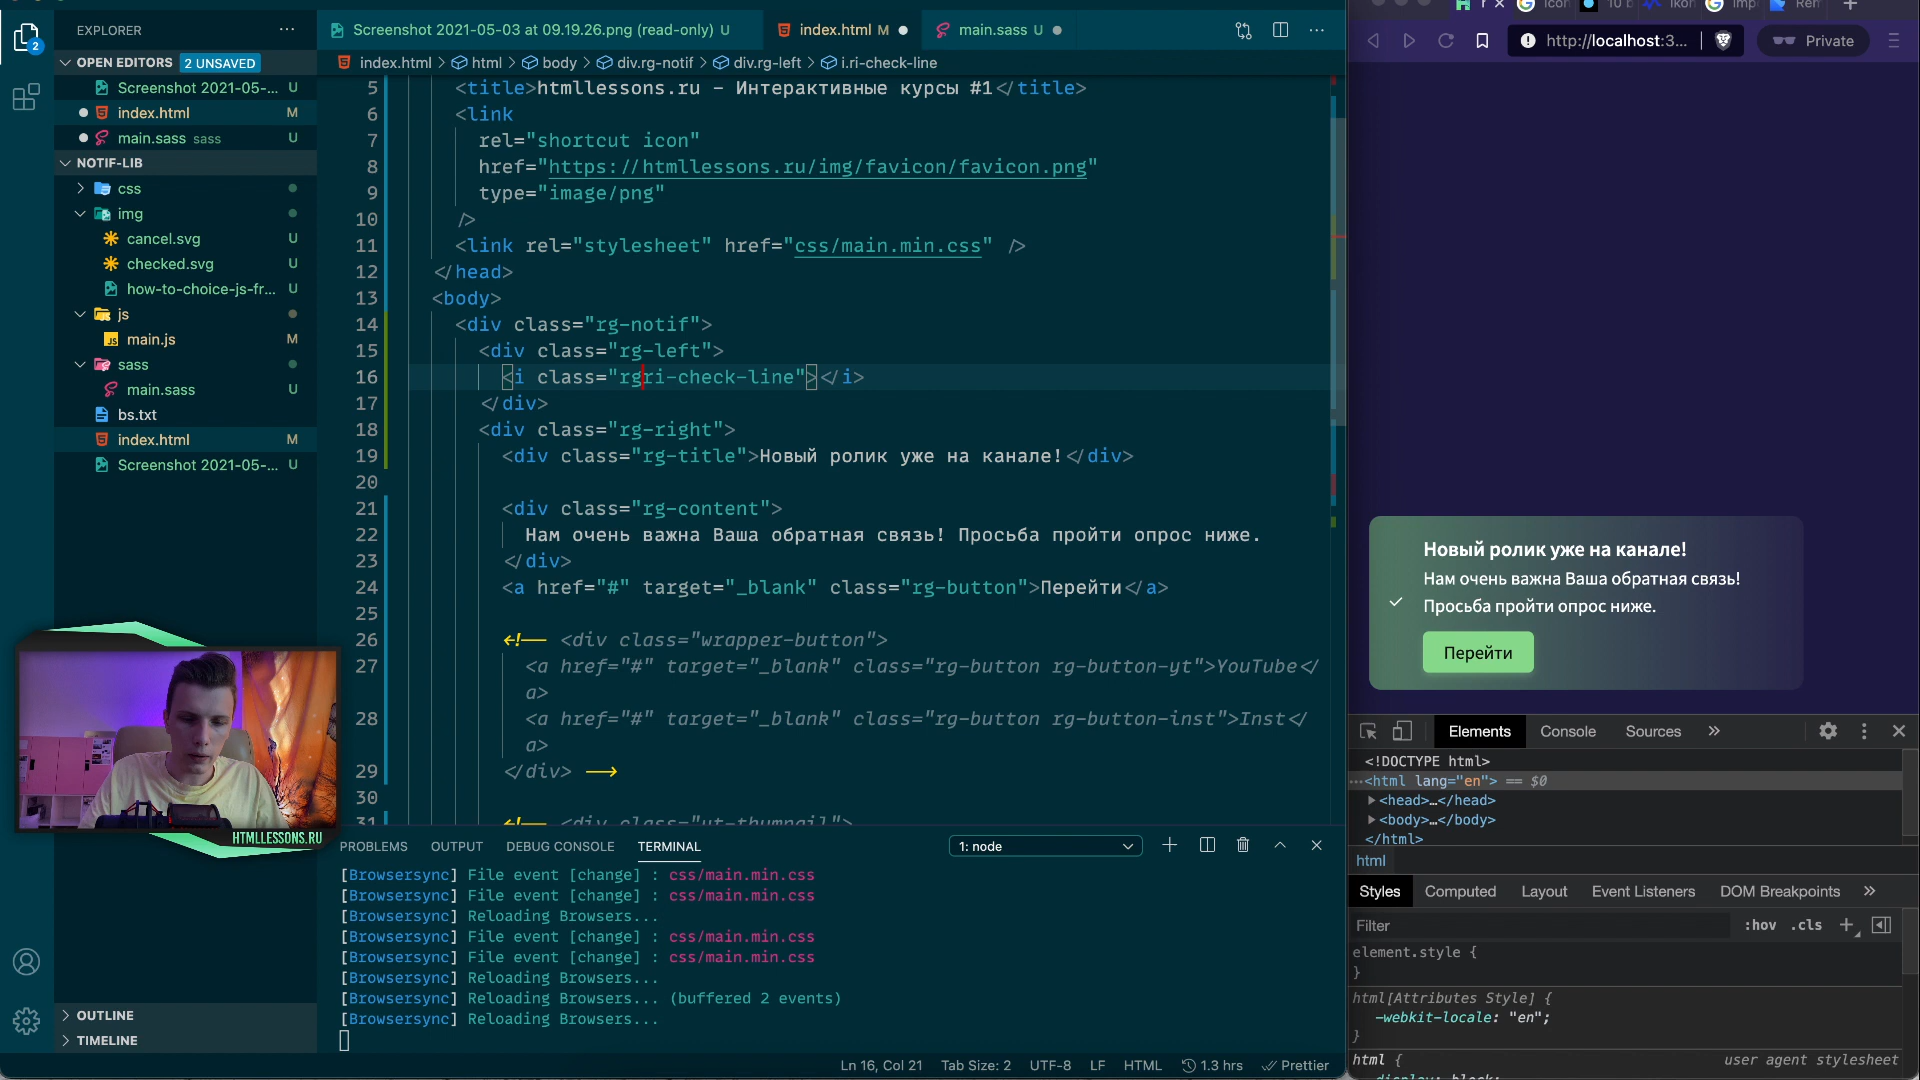 EXPLORER
OPEN EDITORS 2 UNSAVED
Screenshot 2021-05-... U
index.html M
main.sass sass U
NOTIF-LIB
css
img
cancel.svg U
checked.svg U
how-to-choice-js-fr... U
js
main.js M
sass
main.sass U
bs.txt
index.html M
Screenshot 2021-05-... U
HTMLLESSONS.RU
OUTLINE
TIMELINE
Screenshot 2021-05-03 at 09.19.26.png (read-only) U
index.html M
main.sass U
index.html > html > body > div.rg-notif > div.rg-left > i.ri-check-line
5 <title>htmllessons.ru - Интерактивные курсы #1</title>
6 <link
7 rel="shortcut icon"
8 href="https://htmllessons.ru/img/favicon/favicon.png"
9 type="image/png"
10 />
11 <link rel="stylesheet" href="css/main.min.css" />
12 </head>
13 <body>
14 <div class="rg-notif">
15 <div class="rg-left">
16 <i class="rgri-check-line"></i>
17 </div>
18 <div class="rg-right">
19 <div class="rg-title">Новый ролик уже на канале!</div>
20
21 <div class="rg-content">
22 Нам очень важна Ваша обратная связь! Просьба пройти опрос ниже.
23 </div>
24 <a href="#" target="_blank" class="rg-button">Перейти</a>
25
26 <!-- <div class="wrapper-button">
27 <a href="#" target="_blank" class="rg-button rg-button-yt">YouTube</
a>
28 <a href="#" target="_blank" class="rg-button rg-button-inst">Inst</
a>
29 </div> -->
30
31 <!-- <div class="yt-thumnail">
PROBLEMS OUTPUT DEBUG CONSOLE TERMINAL 1: node
[Browsersync] File event [change] : css/main.min.css
[Browsersync] File event [change] : css/main.min.css
[Browsersync] Reloading Browsers...
[Browsersync] File event [change] : css/main.min.css
[Browsersync] File event [change] : css/main.min.css
[Browsersync] Reloading Browsers...
[Browsersync] Reloading Browsers... (buffered 2 events)
[Browsersync] Reloading Browsers...
Ln 16, Col 21 Tab Size: 2 UTF-8 LF HTML 1.3 hrs Prettier
http://localhost:3... Private
Новый ролик уже на канале!
Нам очень важна Ваша обратная связь!
Просьба пройти опрос ниже.
Перейти
Elements Console Sources »
<!DOCTYPE html>
<html lang="en"> == $0
<head>…</head>
<body>…</body>
</html>
html
Styles Computed Layout Event Listeners DOM Breakpoints »
Filter :hov .cls +
element.style {
}
html[Attributes Style] {
-webkit-locale: "en";
}
html { user agent stylesheet